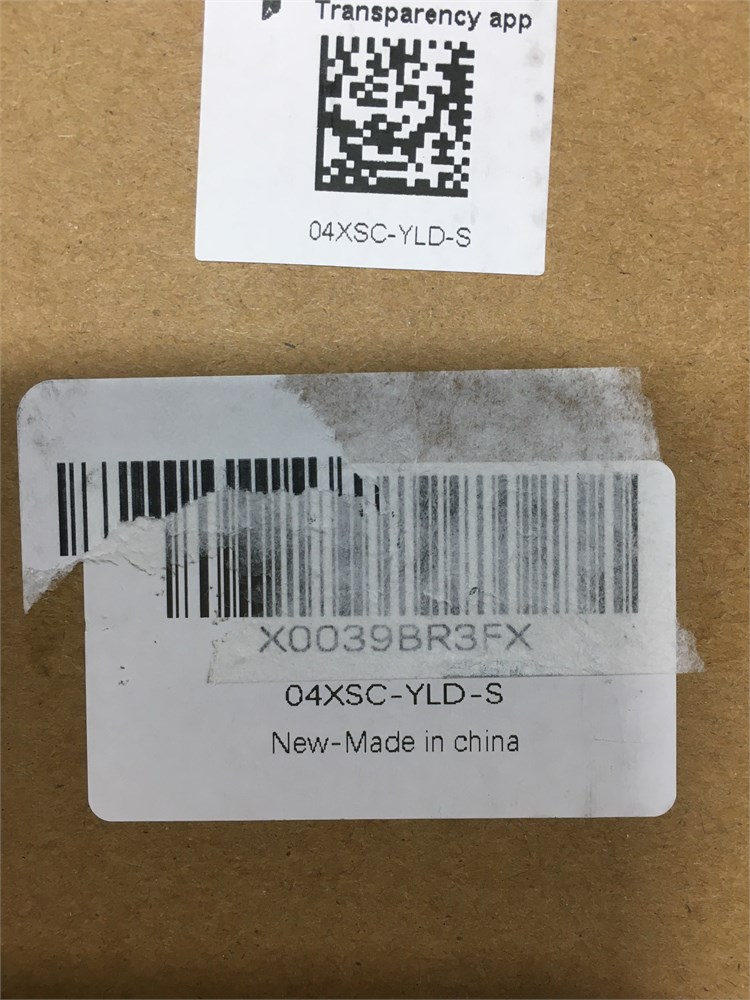 Transparency app
04XSC-YLD-S
X0039BR3FX
04XSC-YLD-S
New-Made in china